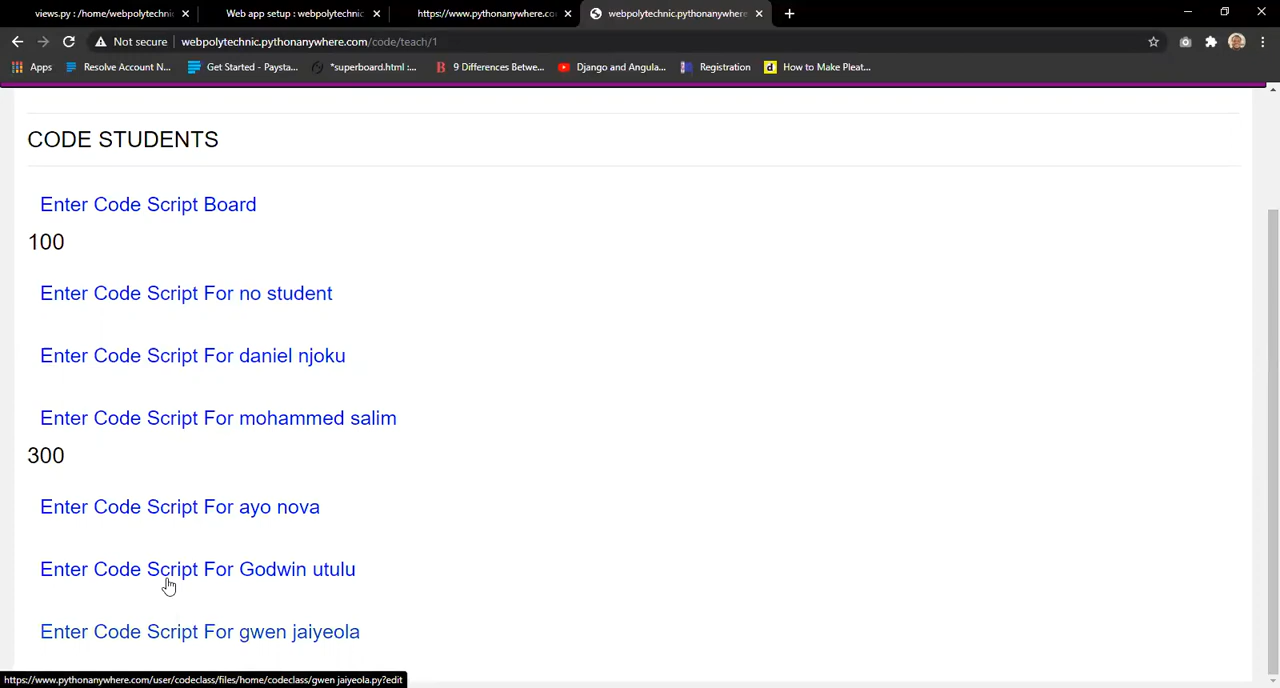 views.py : /home/webpolytechnic
Web app setup : webpolytechnic.
https://www.pythonanywhere.co
webpolytechnic.pythonanywhere.
Not secure
webpolytechnic.pythonanywhere.com/code/teach/1
Apps
Resolve Account N...
Get Started - Paysta...
*superboard.html :...
9 Differences Betwe...
Django and Angula...
Registration
How to Make Pleat...
CODE STUDENTS
Enter Code Script Board
100
Enter Code Script For no student
Enter Code Script For daniel njoku
Enter Code Script For mohammed salim
300
Enter Code Script For ayo nova
Enter Code Script For Godwin utulu
Enter Code Script For gwen jaiyeola
https://www.pythonanywhere.com/user/codeclass/files/home/codeclass/gwen jaiyeola.py?edit